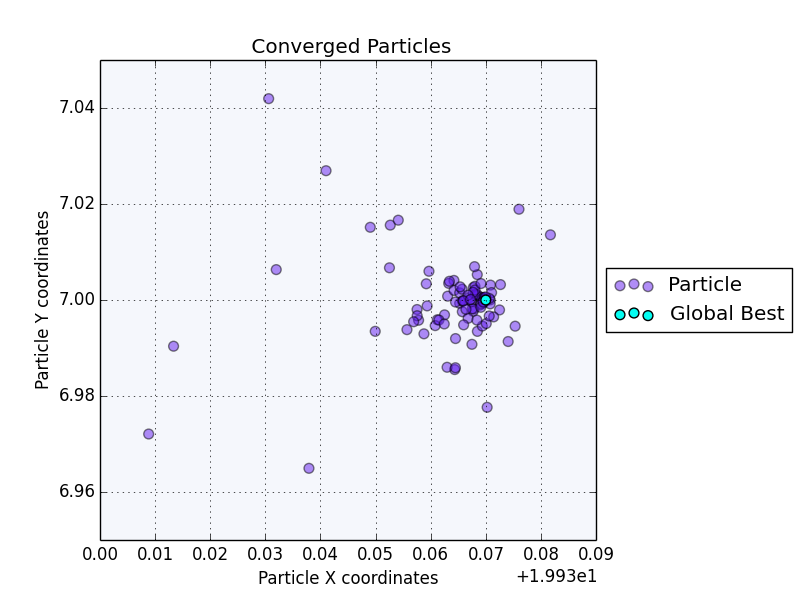 Converged Particles
7.04
7.02
7.00
6.98
6.96
Particle Y coordinates
0.00 0.01 0.02 0.03 0.04 0.05 0.06 0.07 0.08 0.09
+1.993e1
Particle X coordinates
Particle
Global Best